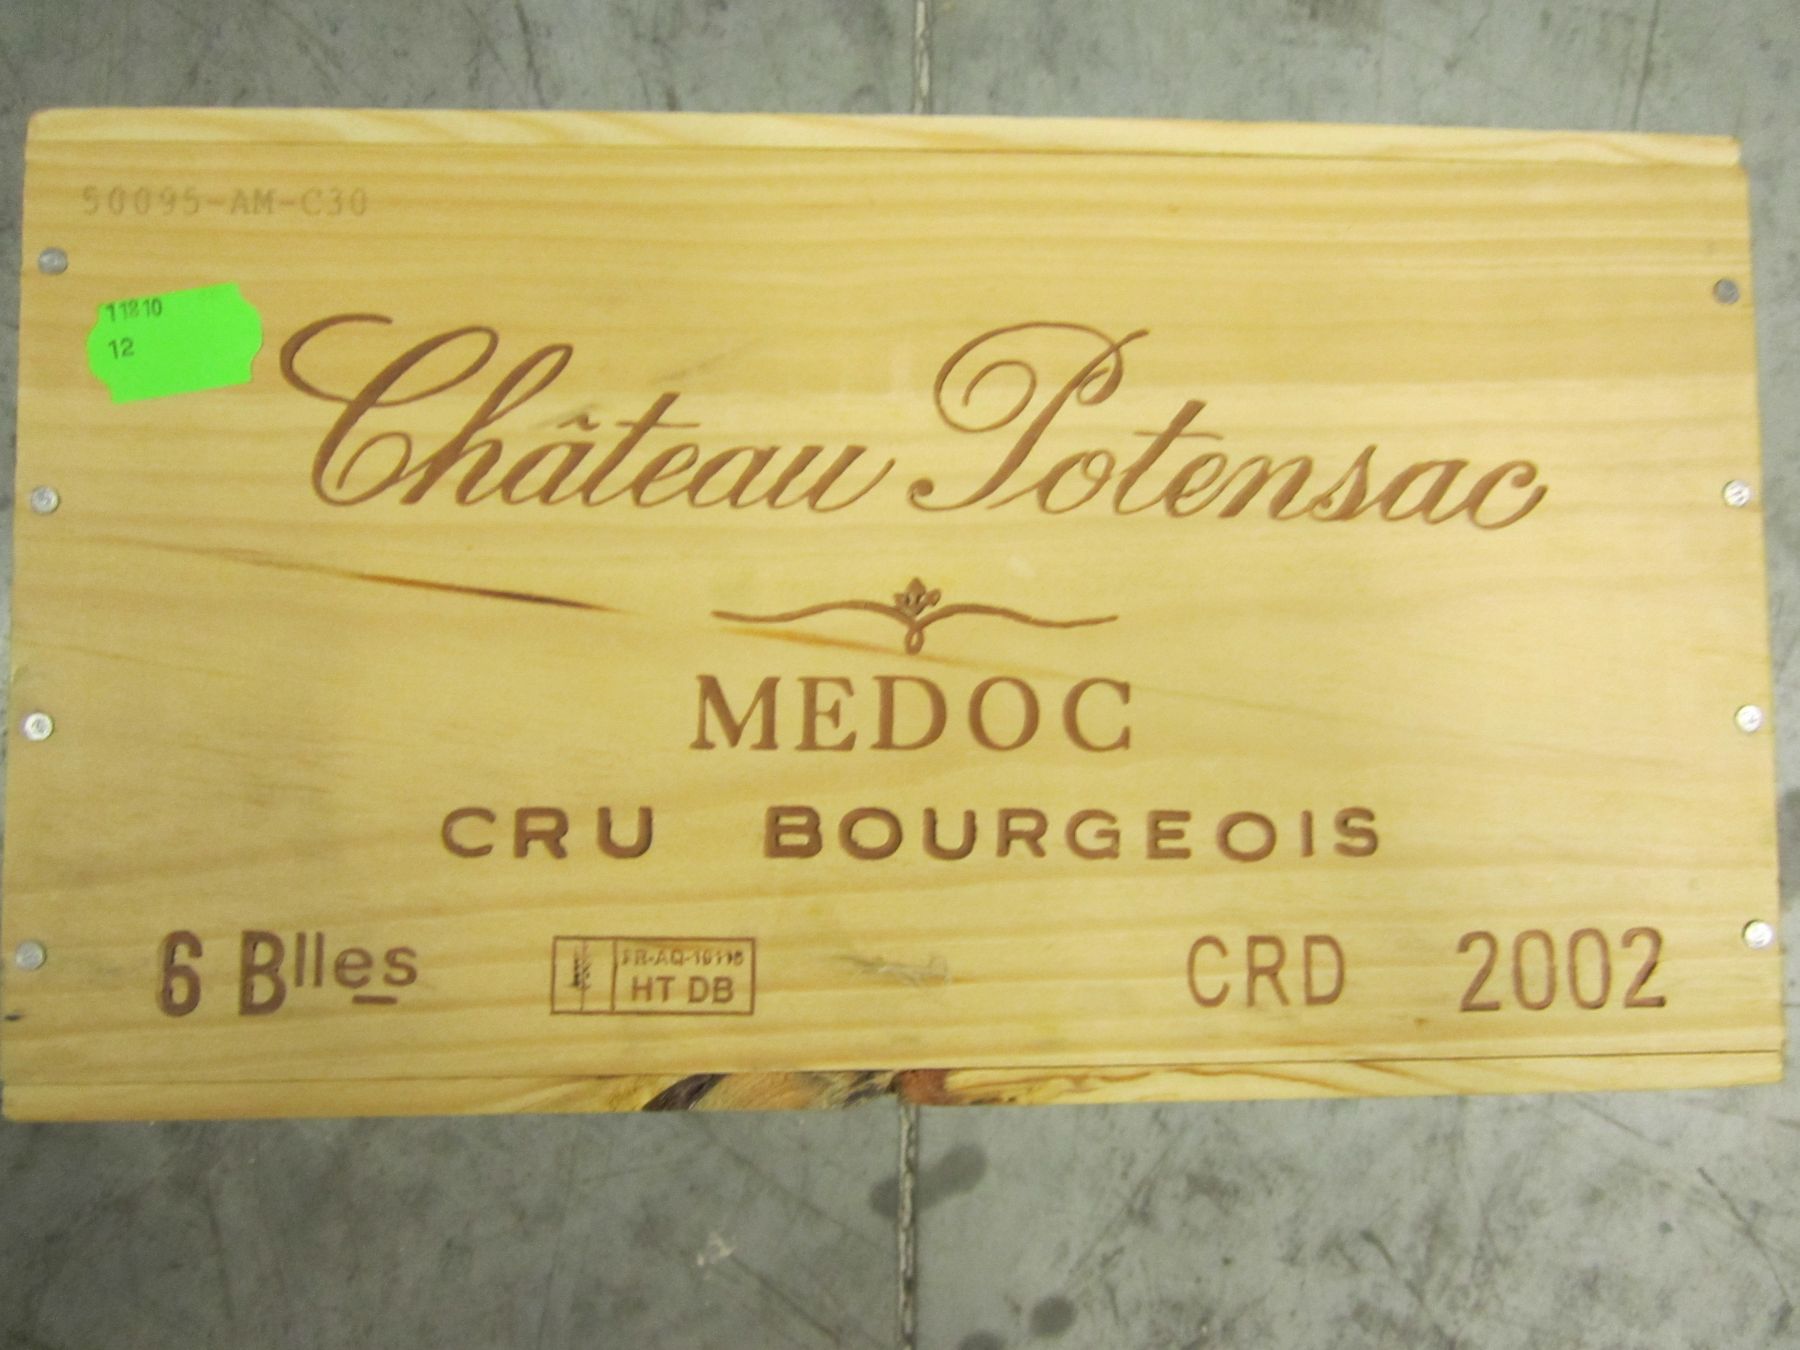 50095-AM-C30
11810
12
Château Potensac
MEDOC
CRU BOURGEOIS
6 Blles
HT DB
CRD 2002